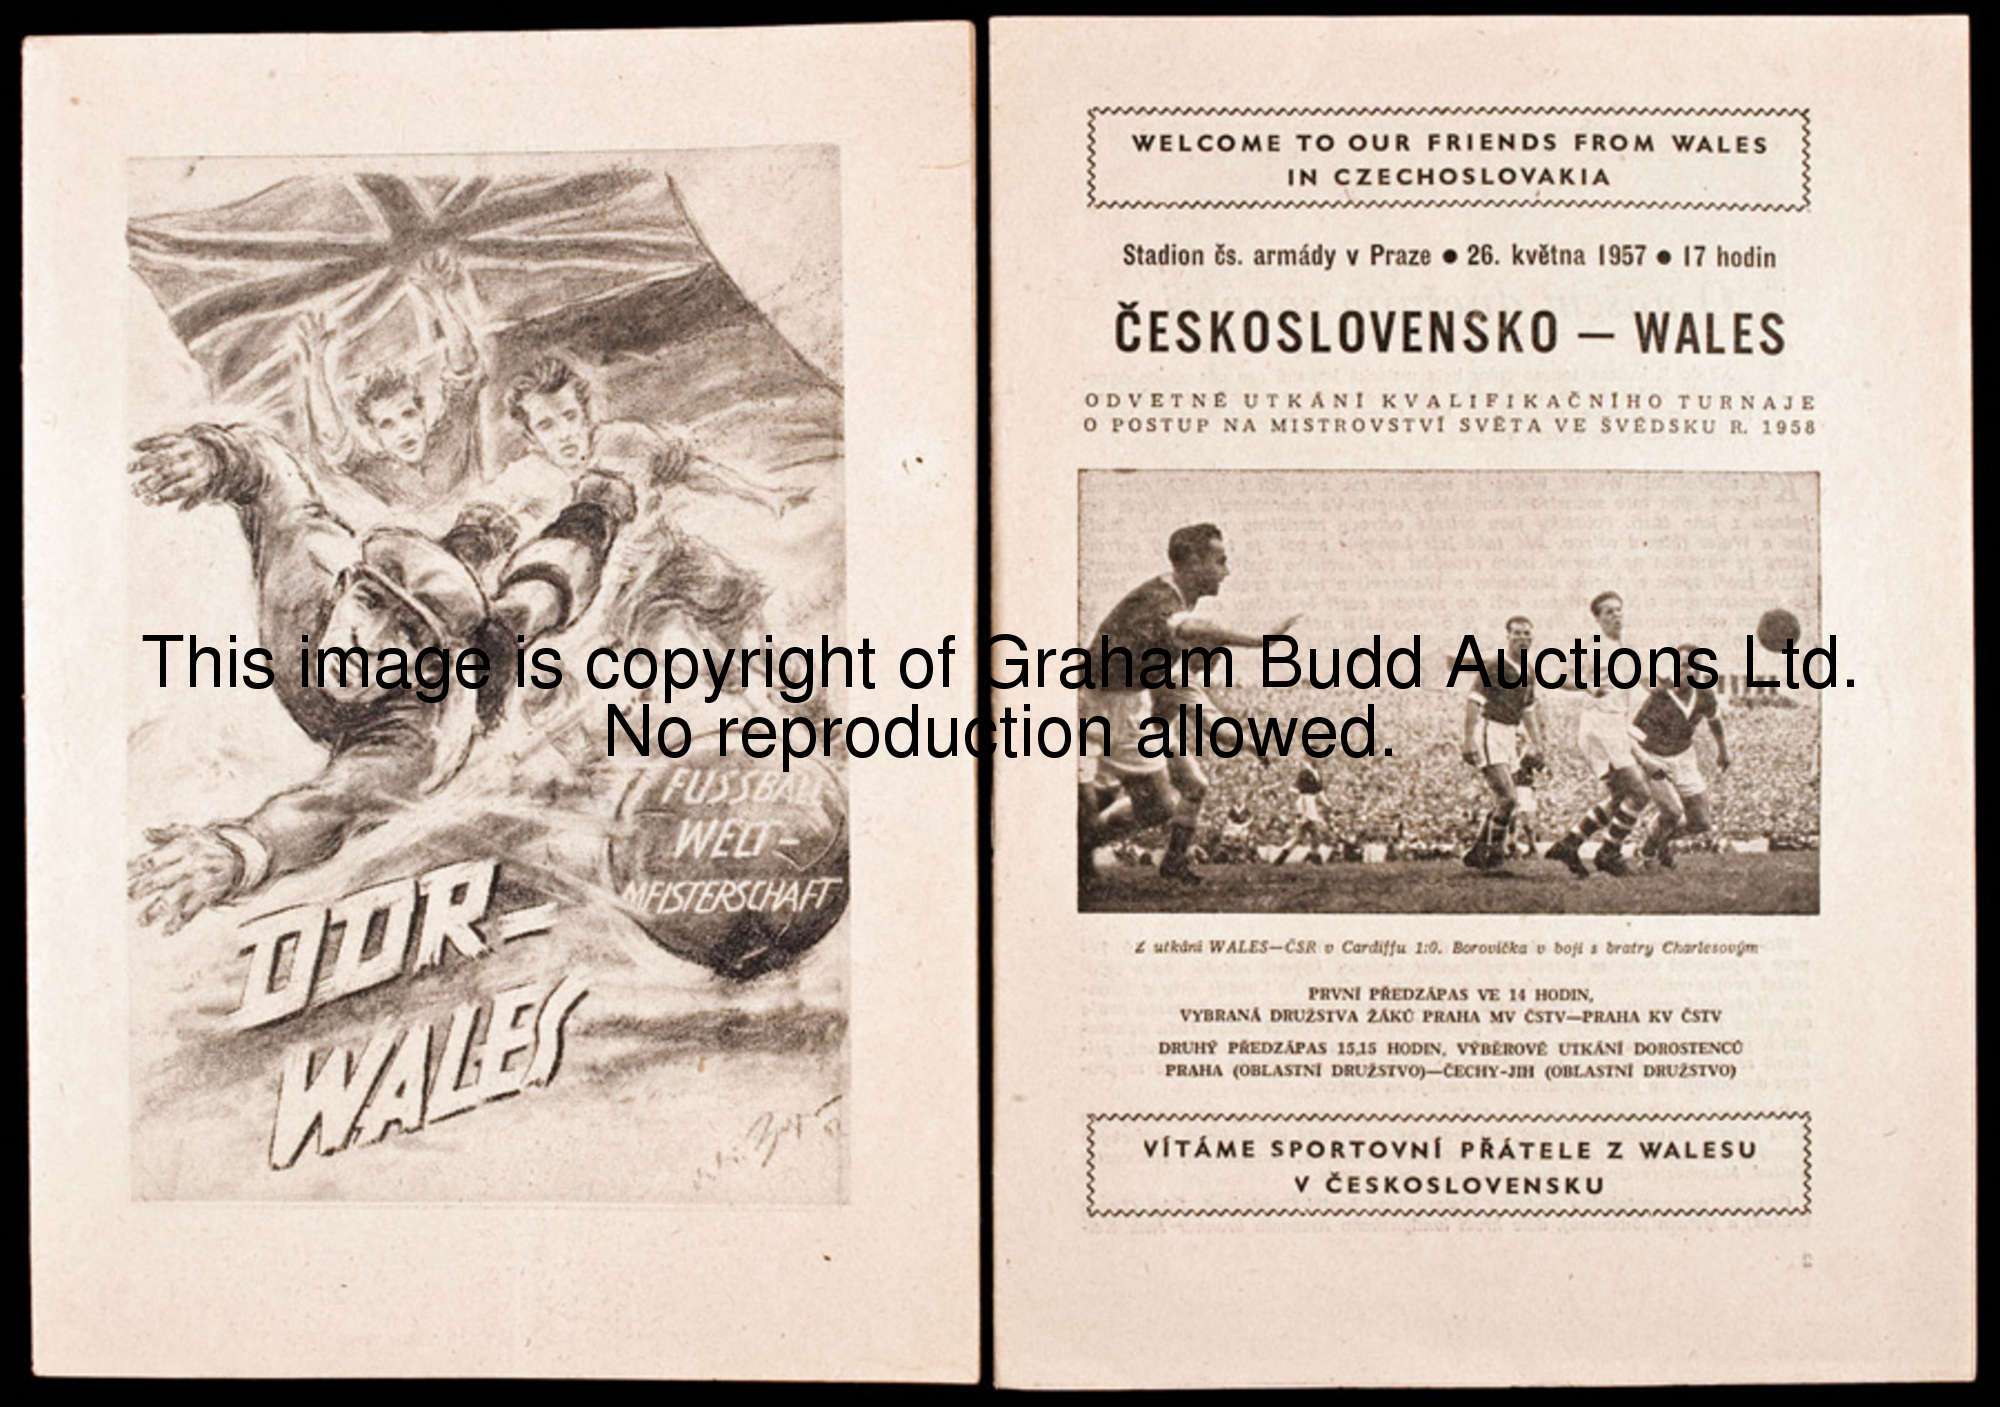 FUSSBALL
WELT-
MEISTERSCHAFT
DDR-
WALES
WELCOME TO OUR FRIENDS FROM WALES
IN CZECHOSLOVAKIA
Stadion čs. armády v Praze ● 26. května 1957 ● 17 hodin
ČESKOSLOVENSKO – WALES
ODVETNÉ UTKÁNÍ KVALIFIKAČNÍHO TURNAJE
O POSTUP NA MISTROVSTVÍ SVĚTA VE ŠVÉDSKU R. 1958
Z utkání WALES—ČSR v Cardiffu 1:0. Borovička v boji s bratry Charlesovým
PRVNÍ PŘEDZÁPAS VE 14 HODIN,
VYBRANÁ DRUŽSTVA ŽÁKŮ PRAHA MV ČSTV—PRAHA KV ČSTV
DRUHÝ PŘEDZÁPAS 15,15 HODIN, VÝBĚROVÉ UTKÁNÍ DOROSTENCŮ
PRAHA (OBLASTNÍ DRUŽSTVO)—ČECHY-JIH (OBLASTNÍ DRUŽSTVO)
VÍTÁME SPORTOVNÍ PŘÁTELE Z WALESU
V ČESKOSLOVENSKU
This image is copyright of Graham Budd Auctions Ltd.
No reproduction allowed.